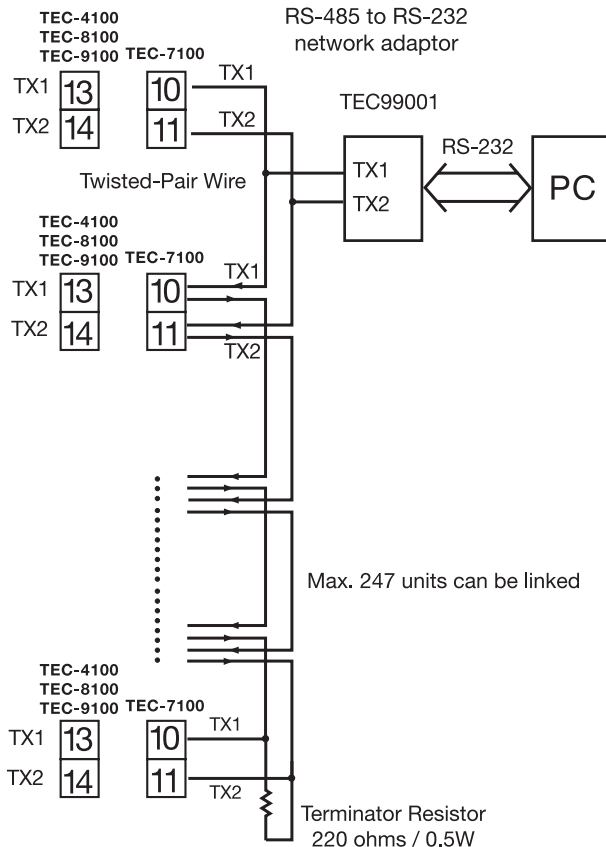 RS-485 to RS-232
network adaptor
TEC-4100
TEC-8100
TEC-9100 TEC-7100
TX1 13 10 TX1
TX2 14 11 TX2
TEC99001
TX1
TX2
RS-232
PC
Twisted-Pair Wire
TEC-4100
TEC-8100
TEC-9100 TEC-7100
TX1 13 10 TX1
TX2 14 11 TX2
Max. 247 units can be linked
TEC-4100
TEC-8100
TEC-9100 TEC-7100
TX1 13 10 TX1
TX2 14 11 TX2
Terminator Resistor
220 ohms / 0.5W